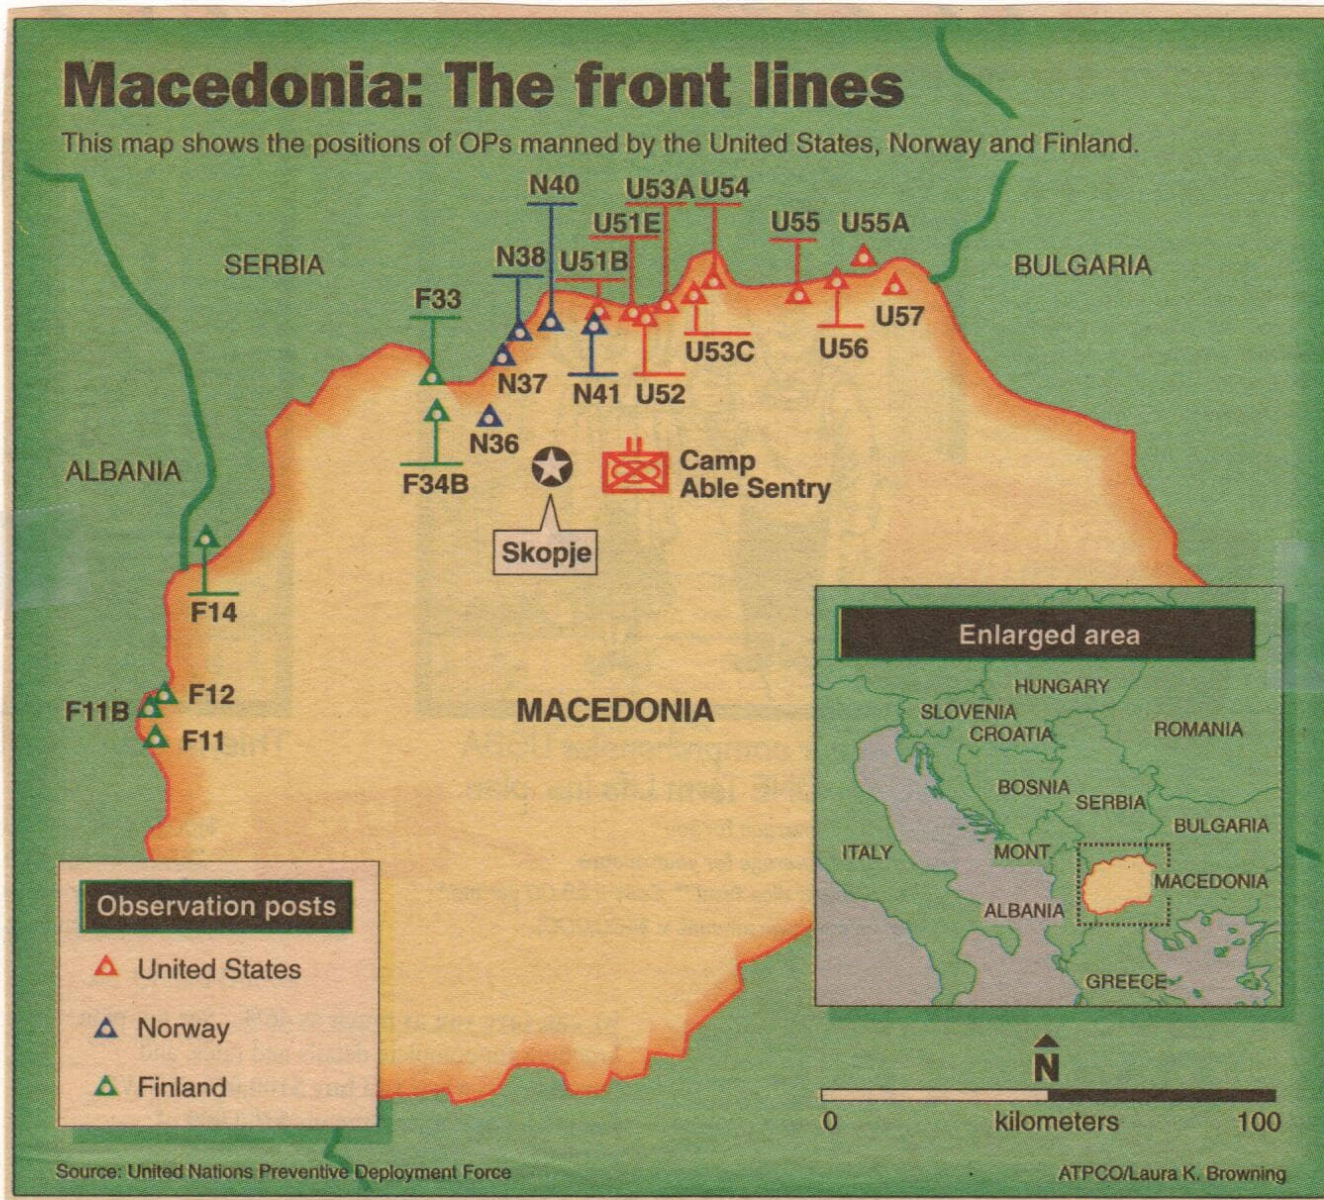 Macedonia: The front lines
This map shows the positions of OPs manned by the United States, Norway and Finland.
N40
U53A
U54
U51E
U55
U55A
SERBIA
N38
U51B
BULGARIA
F33
U57
U53C
U56
N37
N41
U52
N36
ALBANIA
F34B
Camp
Able Sentry
Skopje
F14
F12
F11B
F11
MACEDONIA
Enlarged area
HUNGARY
SLOVENIA
CROATIA
ROMANIA
BOSNIA
SERBIA
BULGARIA
ITALY
MONT.
MACEDONIA
ALBANIA
GREECE
Observation posts
United States
Norway
Finland
N
0
kilometers
100
Source: United Nations Preventive Deployment Force
ATPCO/Laura K. Browning